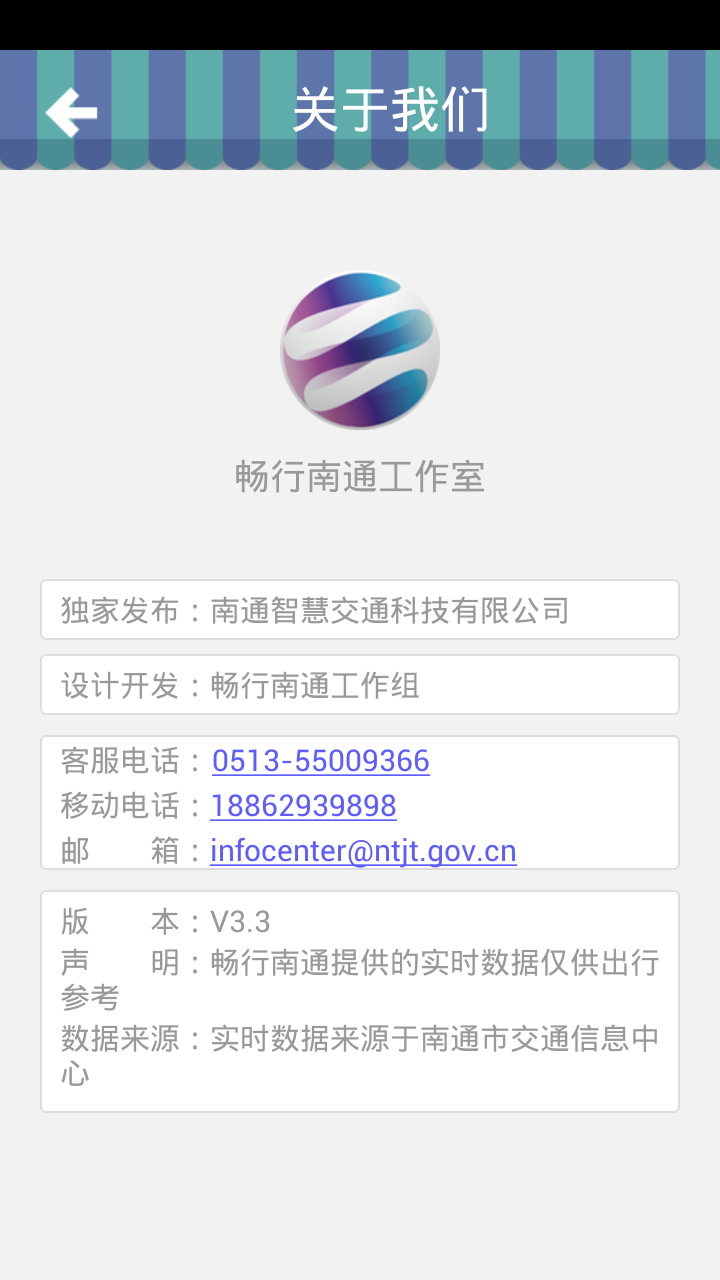 关于我们
畅行南通工作室
独家发布：南通智慧交通科技有限公司
设计开发：畅行南通工作组
客服电话：0513-55009366
移动电话：18862939898
邮　　箱：infocenter@ntjt.gov.cn
版　　本：V3.3
声　　明：畅行南通提供的实时数据仅供出行
参考
数据来源：实时数据来源于南通市交通信息中
心